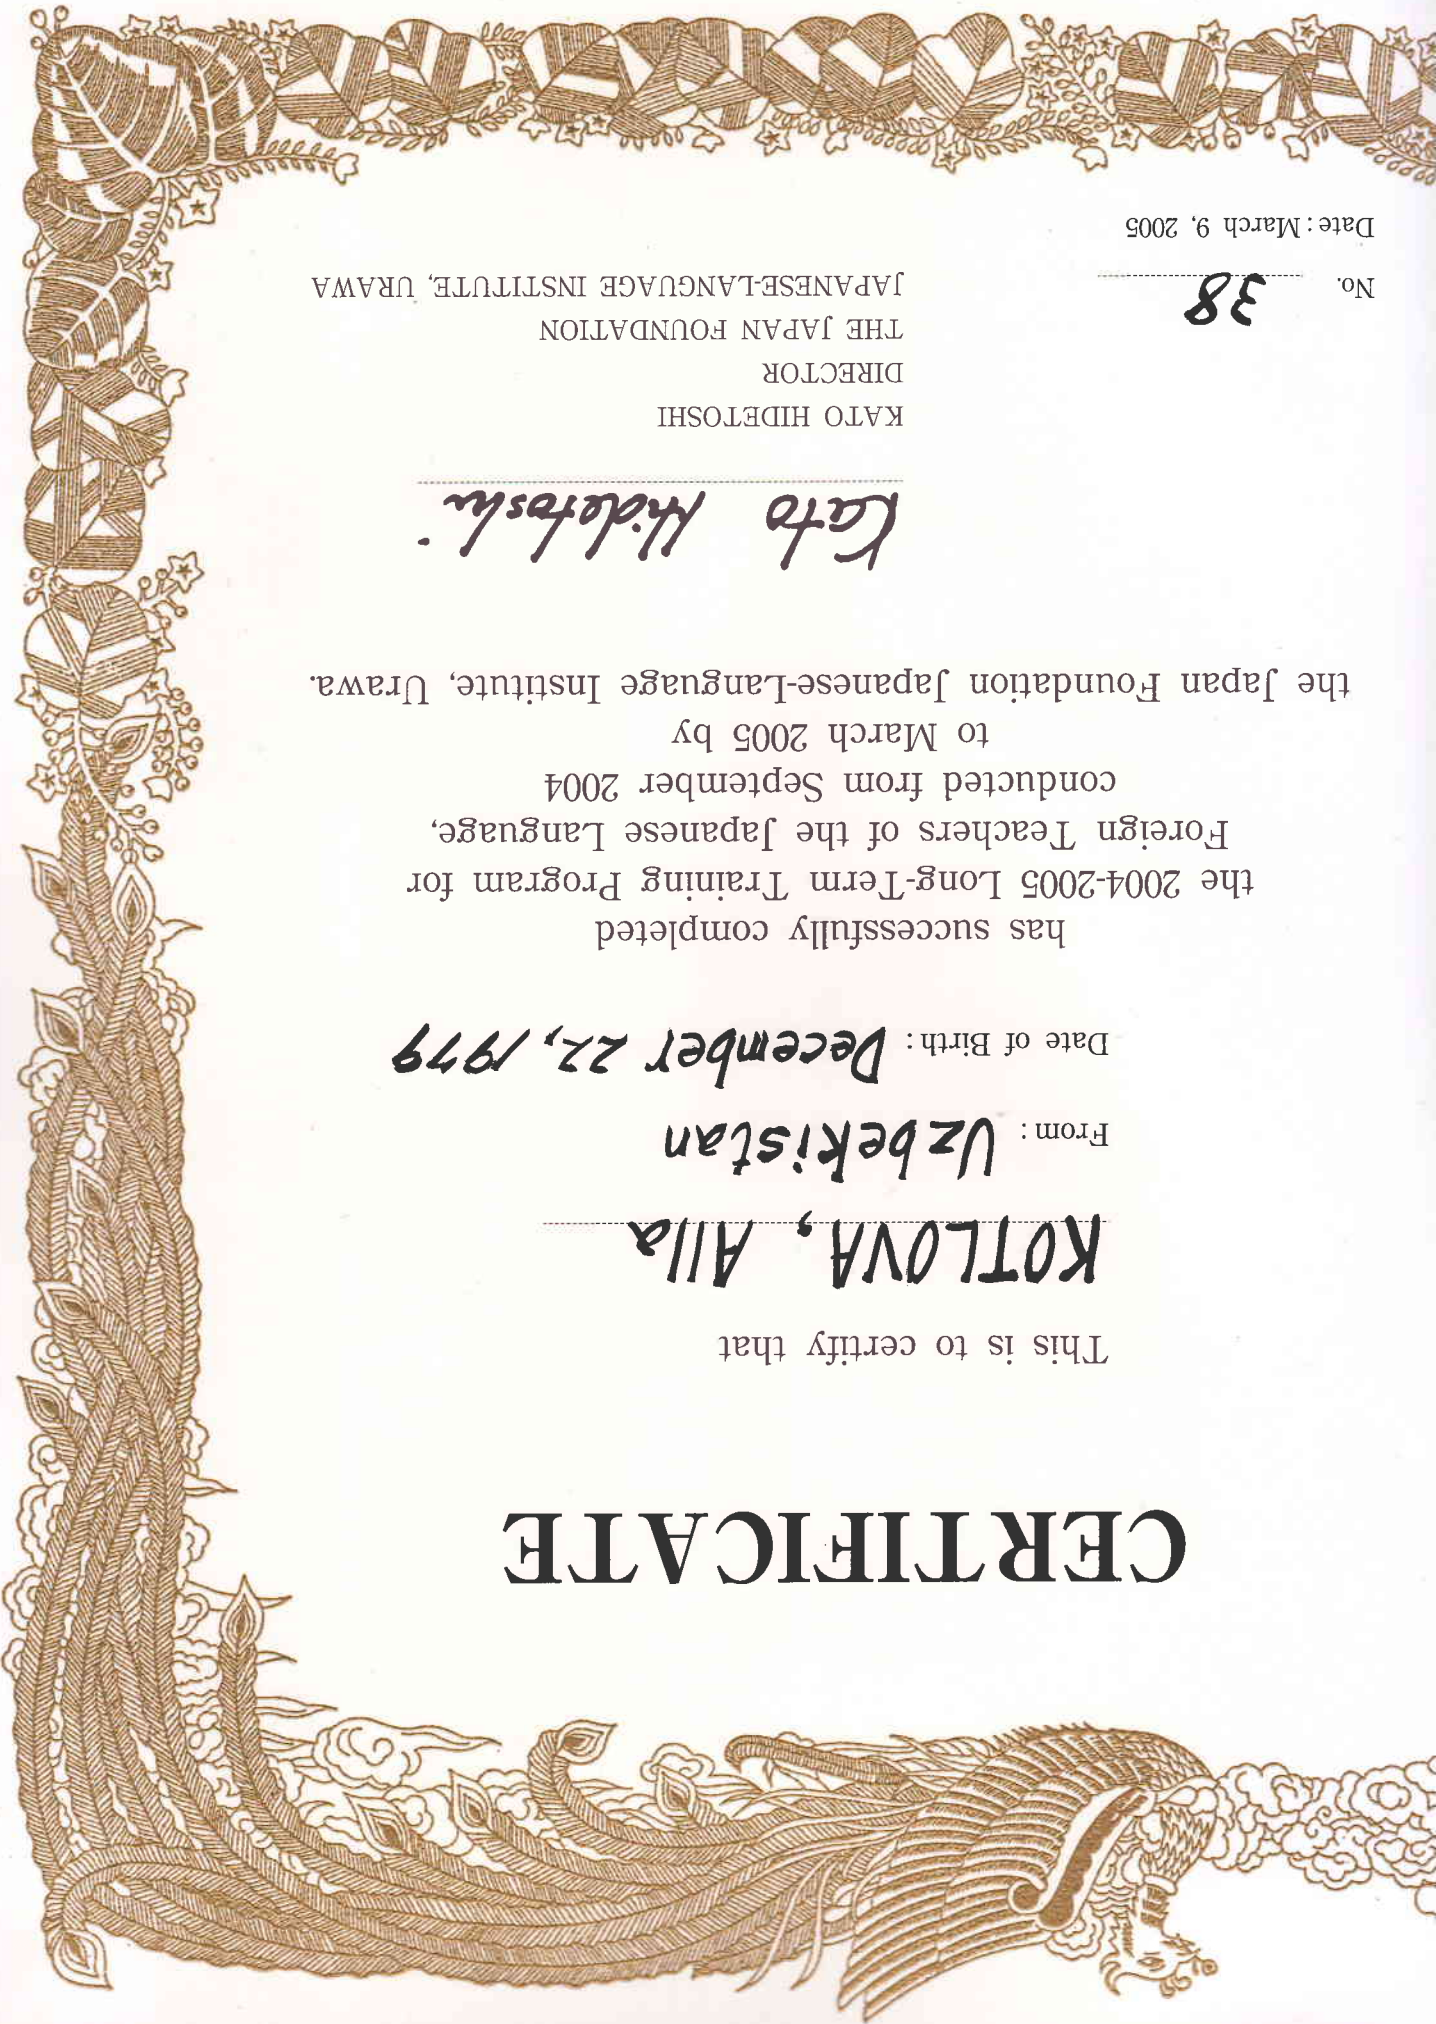 CERTIFICATE
This is to certify that
KOTLOVA, Alla
From: Uzbekistan
Date of Birth: December 22, 1979
has successfully completed
the 2004-2005 Long-Term Training Program for
Foreign Teachers of the Japanese Language,
conducted from September 2004
to March 2005 by
the Japan Foundation Japanese-Language Institute, Urawa.
Kato Hidetoshi
KATO HIDETOSHI
DIRECTOR
THE JAPAN FOUNDATION
JAPANESE-LANGUAGE INSTITUTE, URAWA
No. 38
Date: March 9, 2005